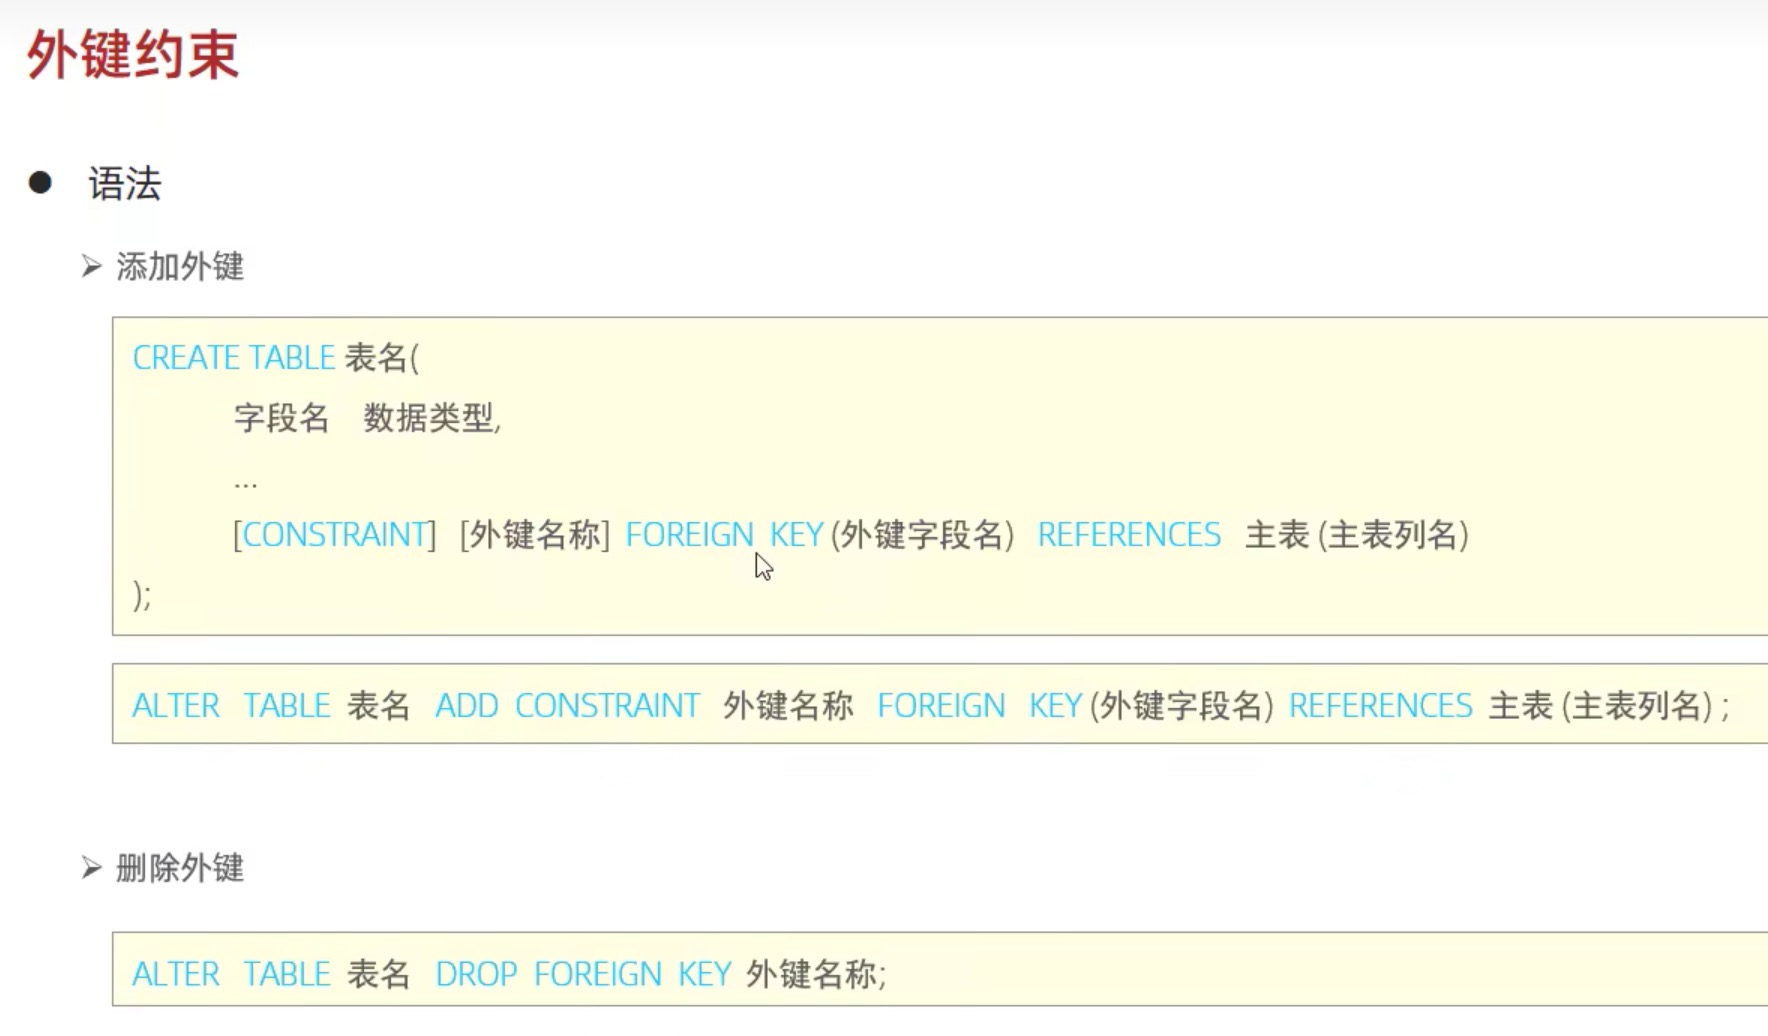 外键约束
● 语法
➢ 添加外键
CREATE TABLE 表名(
字段名 数据类型,
...
[CONSTRAINT] [外键名称] FOREIGN KEY (外键字段名) REFERENCES 主表 (主表列名)
);
ALTER TABLE 表名 ADD CONSTRAINT 外键名称 FOREIGN KEY (外键字段名) REFERENCES 主表 (主表列名) ;
➢ 删除外键
ALTER TABLE 表名 DROP FOREIGN KEY 外键名称;